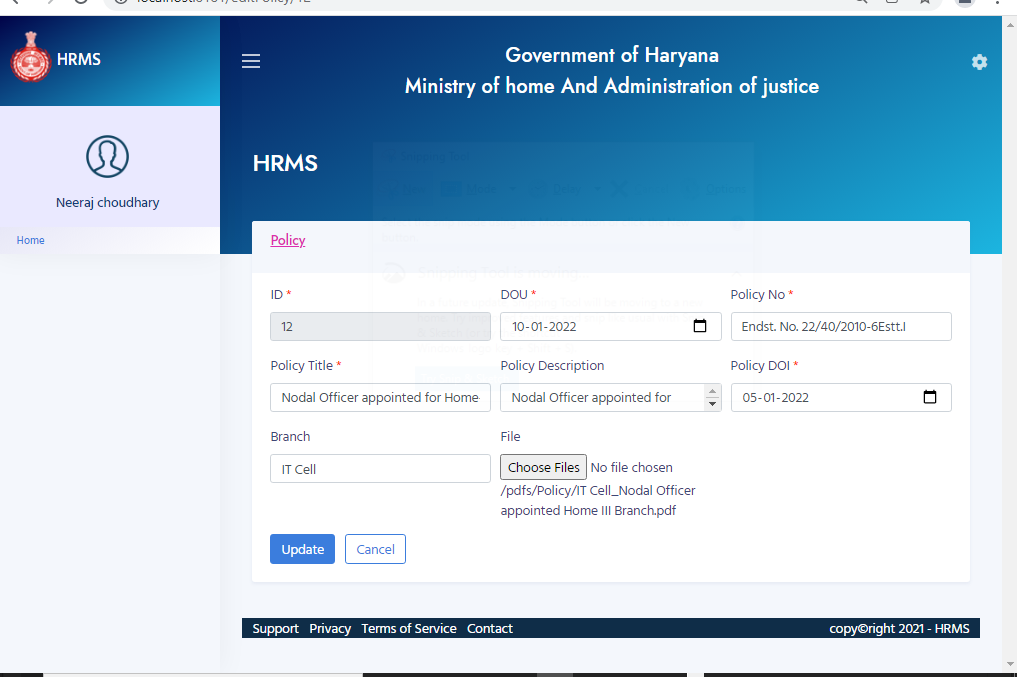 HRMS
Government of Haryana
Ministry of home And Administration of justice
HRMS
Neeraj choudhary
Home
Policy
ID *
DOU *
Policy No *
12
10-01-2022
Endst. No. 22/40/2010-6Estt.I
Policy Title *
Policy Description
Policy DOI *
Nodal Officer appointed for Home
Nodal Officer appointed for
05-01-2022
Branch
File
IT Cell
Choose Files No file chosen
/pdfs/Policy/IT Cell_Nodal Officer
appointed Home III Branch.pdf
Update
Cancel
Support Privacy Terms of Service Contact
copy©right 2021 - HRMS